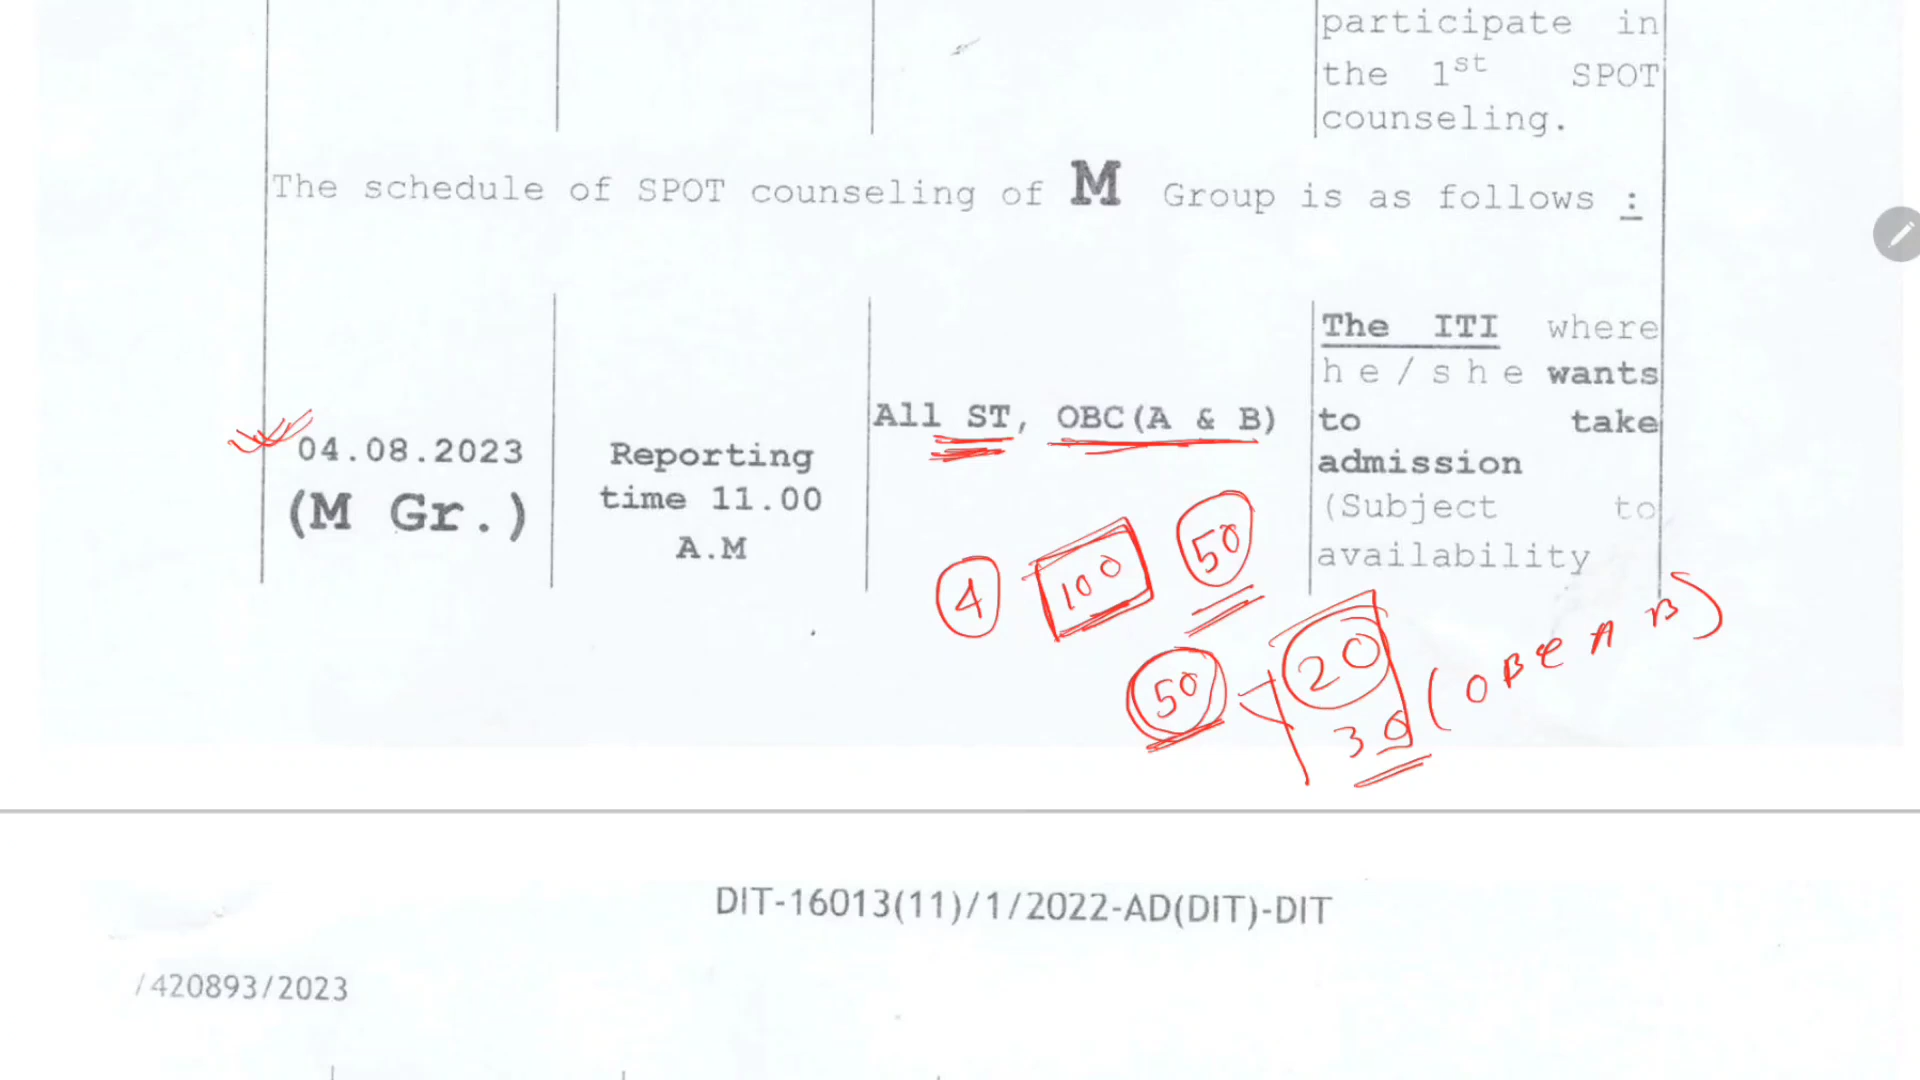 participate in
the 1st SPOT
counseling.
The schedule of SPOT counseling of M Group is as follows :
04.08.2023
(M Gr.)
Reporting
time 11.00
A.M
All ST, OBC(A & B)
The ITI where
he/she wants
to take
admission
(Subject to
availability
4 100 50
50 20
30 (OBC A B)
DIT-16013(11)/1/2022-AD(DIT)-DIT
/420893/2023